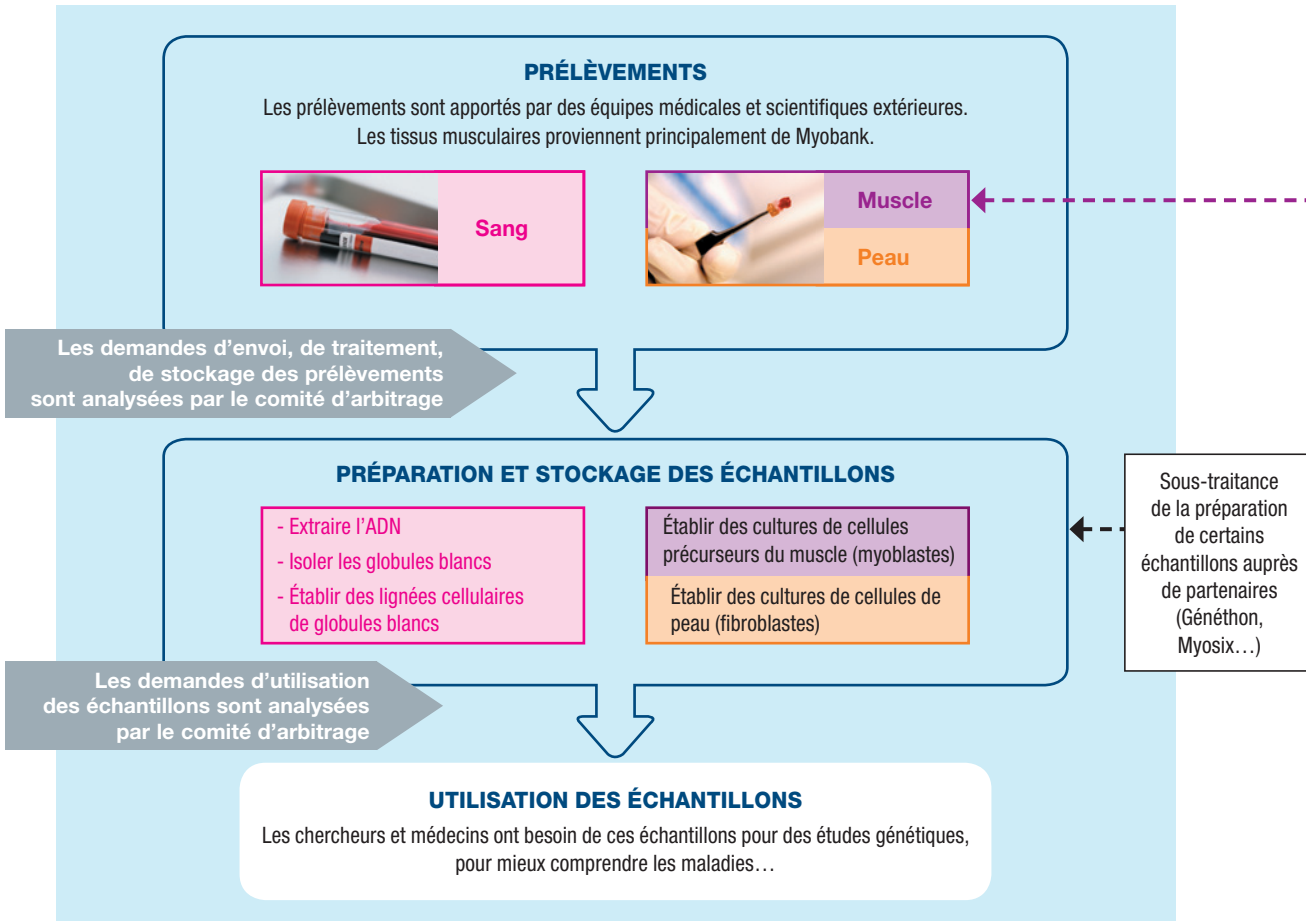 PRÉLÈVEMENTS
Les prélèvements sont apportés par des équipes médicales et scientifiques extérieures.
Les tissus musculaires proviennent principalement de Myobank.
Sang
Muscle
Peau
Les demandes d'envoi, de traitement,
de stockage des prélèvements
sont analysées par le comité d'arbitrage
PRÉPARATION ET STOCKAGE DES ÉCHANTILLONS
- Extraire l'ADN
- Isoler les globules blancs
- Établir des lignées cellulaires
de globules blancs
Établir des cultures de cellules
précurseurs du muscle (myoblastes)
Établir des cultures de cellules de
peau (fibroblastes)
Sous-traitance
de la préparation
de certains
échantillons auprès
de partenaires
(Généthon,
Myosix…)
Les demandes d'utilisation
des échantillons sont analysées
par le comité d'arbitrage
UTILISATION DES ÉCHANTILLONS
Les chercheurs et médecins ont besoin de ces échantillons pour des études génétiques,
pour mieux comprendre les maladies…